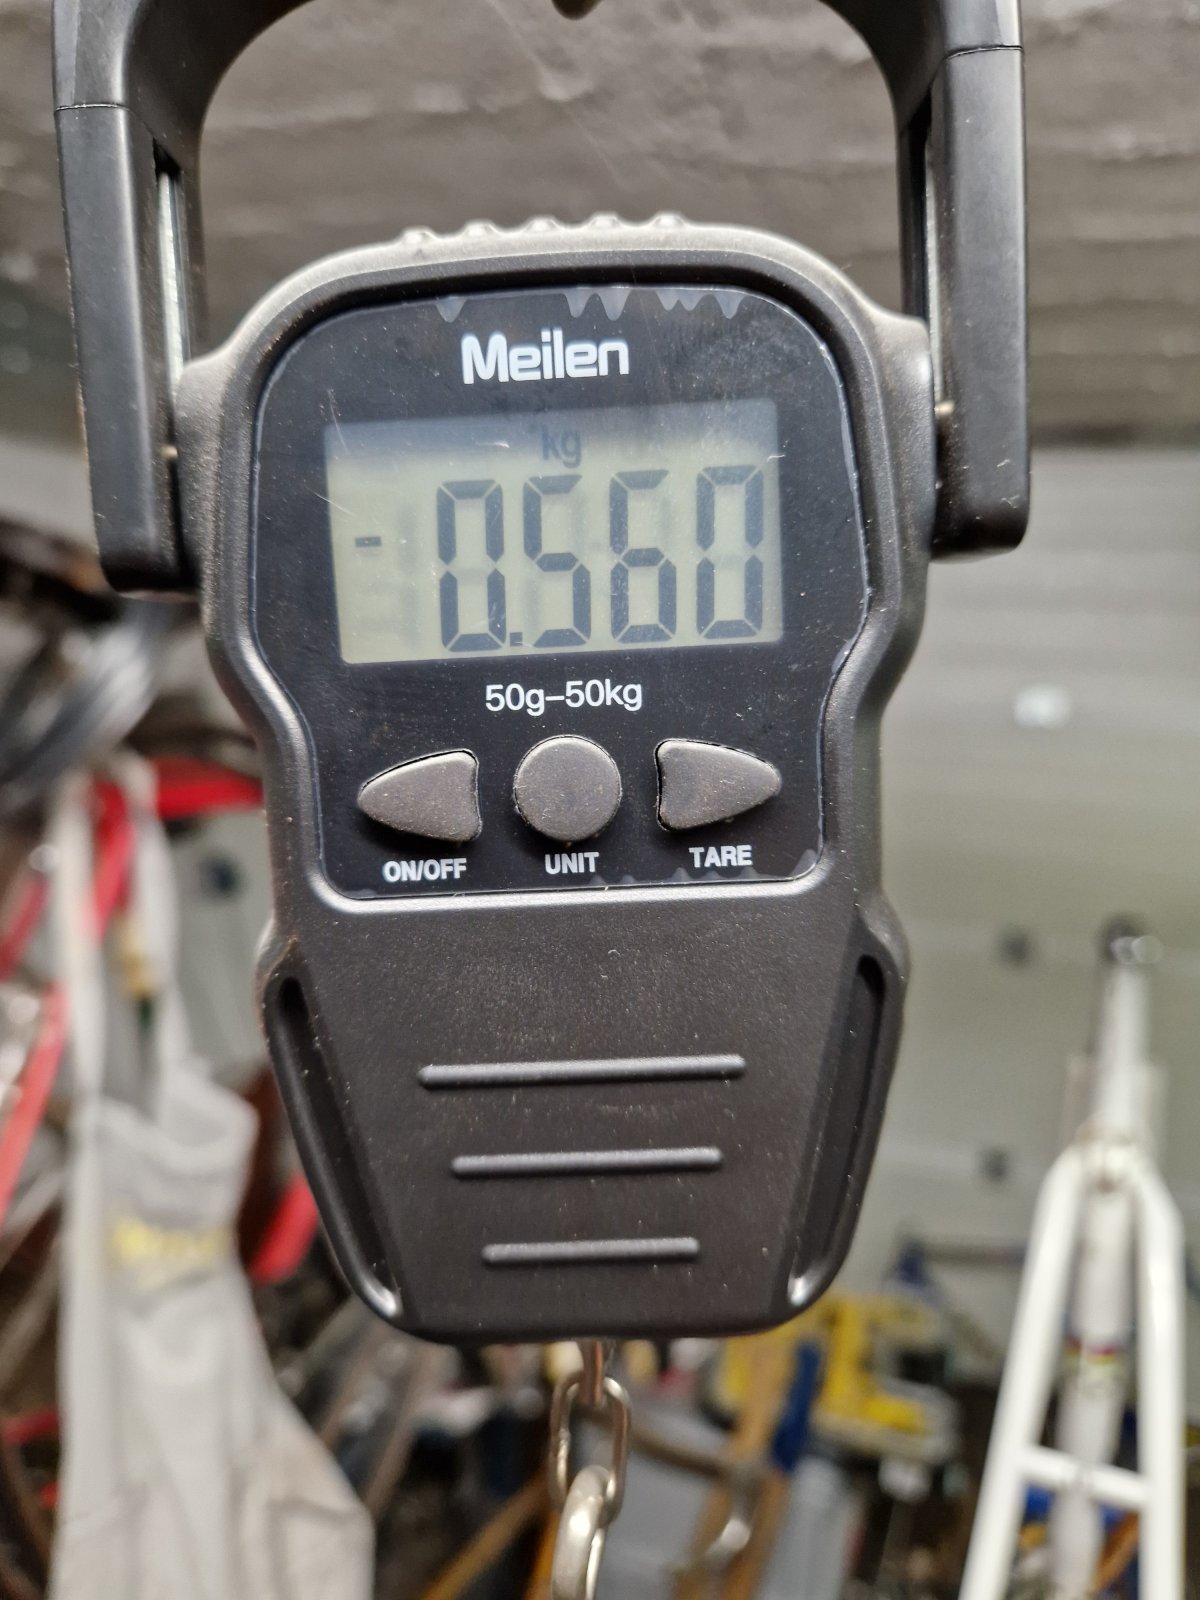 Meilen
kg
- 0.560
50g–50kg
ON/OFF UNIT TARE